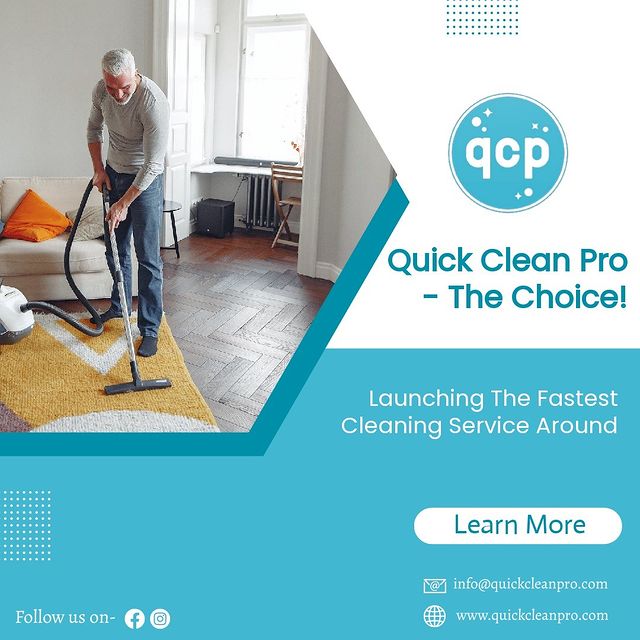 qcp
Quick Clean Pro
- The Choice!
Launching The Fastest
Cleaning Service Around
Learn More
info@quickcleanpro.com
Follow us on-
www.quickcleanpro.com